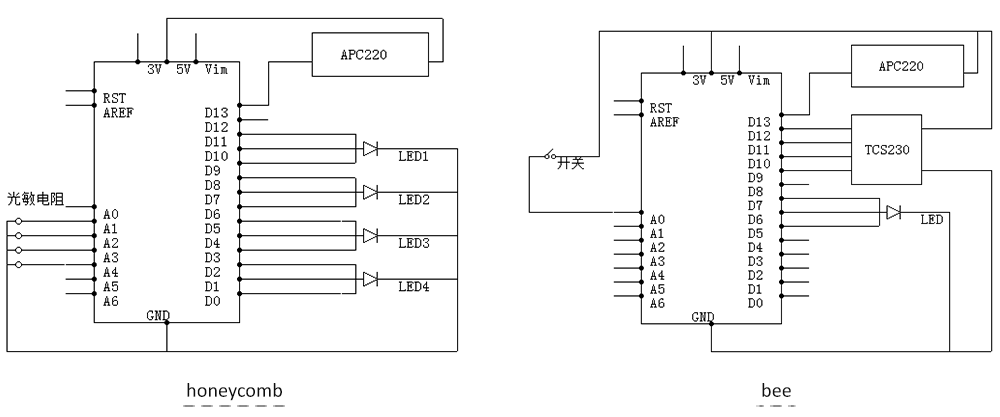 APC220
3V 5V Vim
RST
AREF
D13
D12
D11
D10
D9
D8
D7
D6
D5
D4
D3
D2
D1
D0
LED1
LED2
LED3
LED4
光敏电阻
A0
A1
A2
A3
A4
A5
A6
GND
honeycomb
APC220
3V 5V Vim
RST
AREF
D13
D12
D11
D10
D9
D8
D7
D6
D5
D4
D3
D2
D1
D0
TCS230
开关
LED
A0
A1
A2
A3
A4
A5
A6
GND
bee